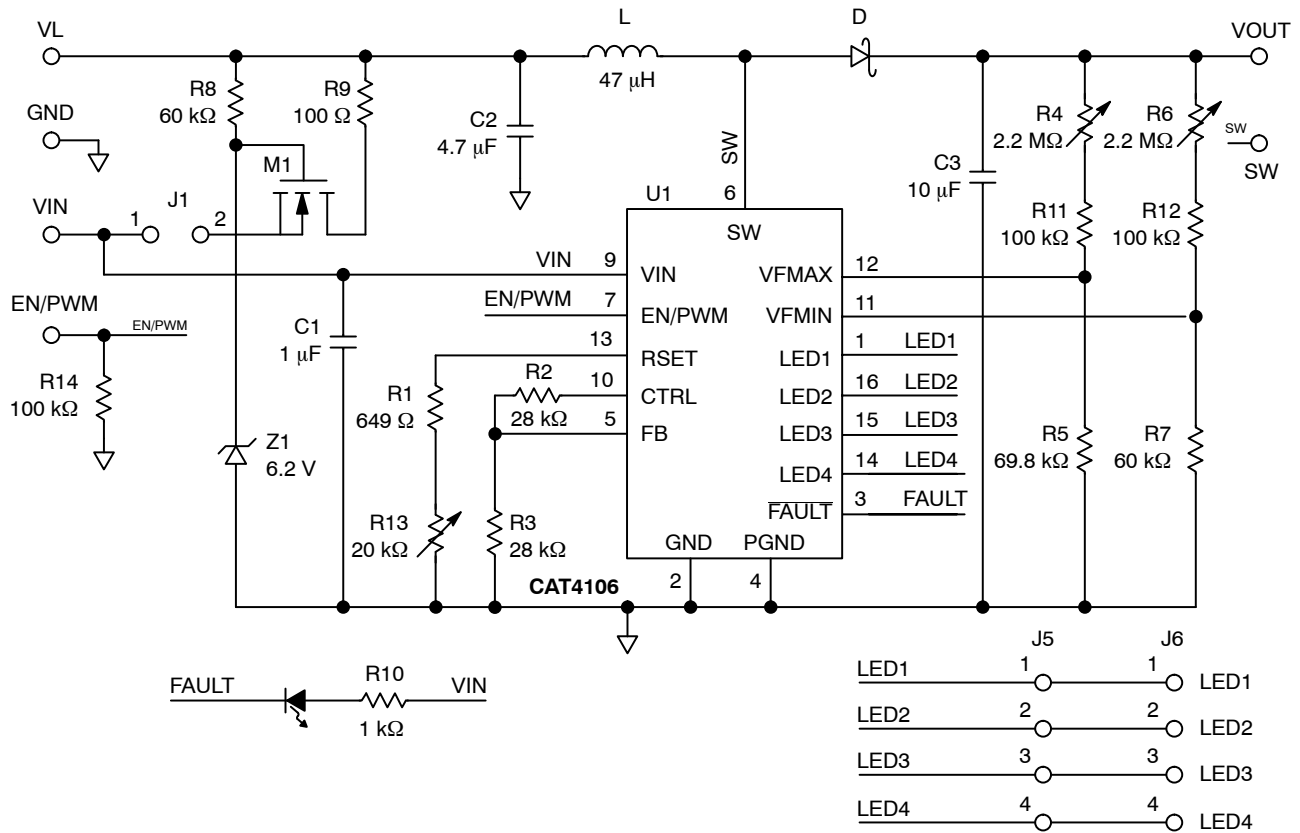 VL
L
D
VOUT
R8
60 kΩ
R9
100 Ω
47 μH
GND
C2
4.7 μF
SW
R4
2.2 MΩ
R6
2.2 MΩ
SW
SW
M1
C3
10 μF
VIN
1
J1
2
U1
6
SW
R11
100 kΩ
R12
100 kΩ
VIN
9
VIN
VFMAX
12
EN/PWM
7
EN/PWM
VFMIN
11
EN/PWM
EN/PWM
C1
1 μF
13
RSET
LED1
1
LED1
R14
100 kΩ
R1
649 Ω
R2
28 kΩ
10
CTRL
LED2
16
LED2
5
FB
LED3
15
LED3
R5
69.8 kΩ
R7
60 kΩ
Z1
6.2 V
LED4
14
LED4
FAULT
3
FAULT
R13
20 kΩ
R3
28 kΩ
GND
PGND
2
4
CAT4106
J5
J6
FAULT
R10
1 kΩ
VIN
LED1
1
1
LED1
LED2
2
2
LED2
LED3
3
3
LED3
LED4
4
4
LED4